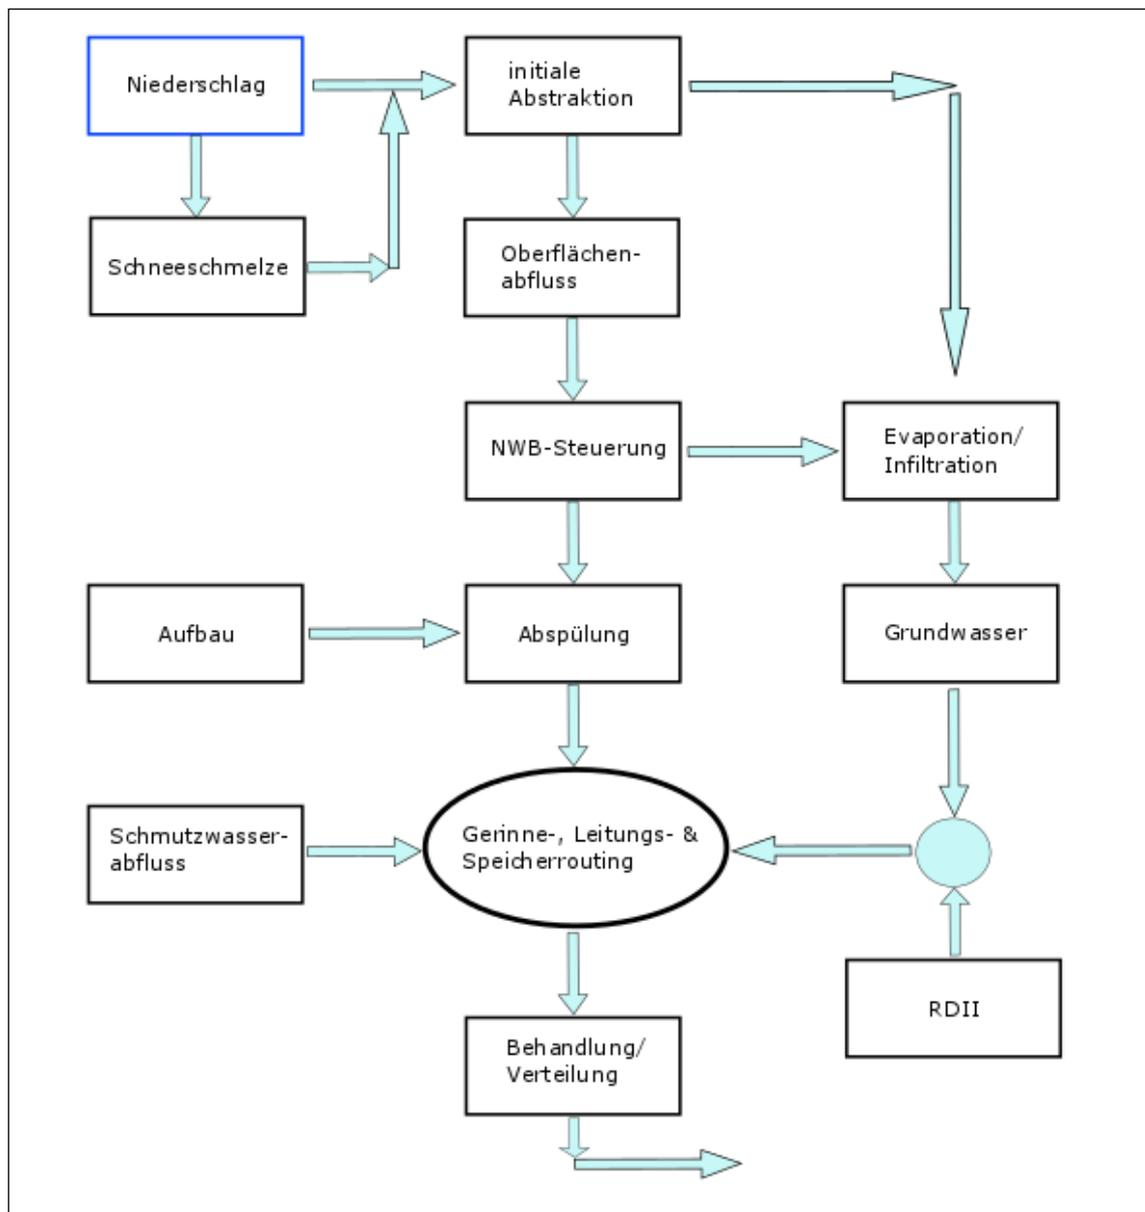 Niederschlag
initiale
Abstraktion
Schneeschmelze
Oberflächen-
abfluss
NWB-Steuerung
Evaporation/
Infiltration
Aufbau
Abspülung
Grundwasser
Schmutzwasser-
abfluss
Gerinne-, Leitungs- &
Speicherrouting
RDII
Behandlung/
Verteilung